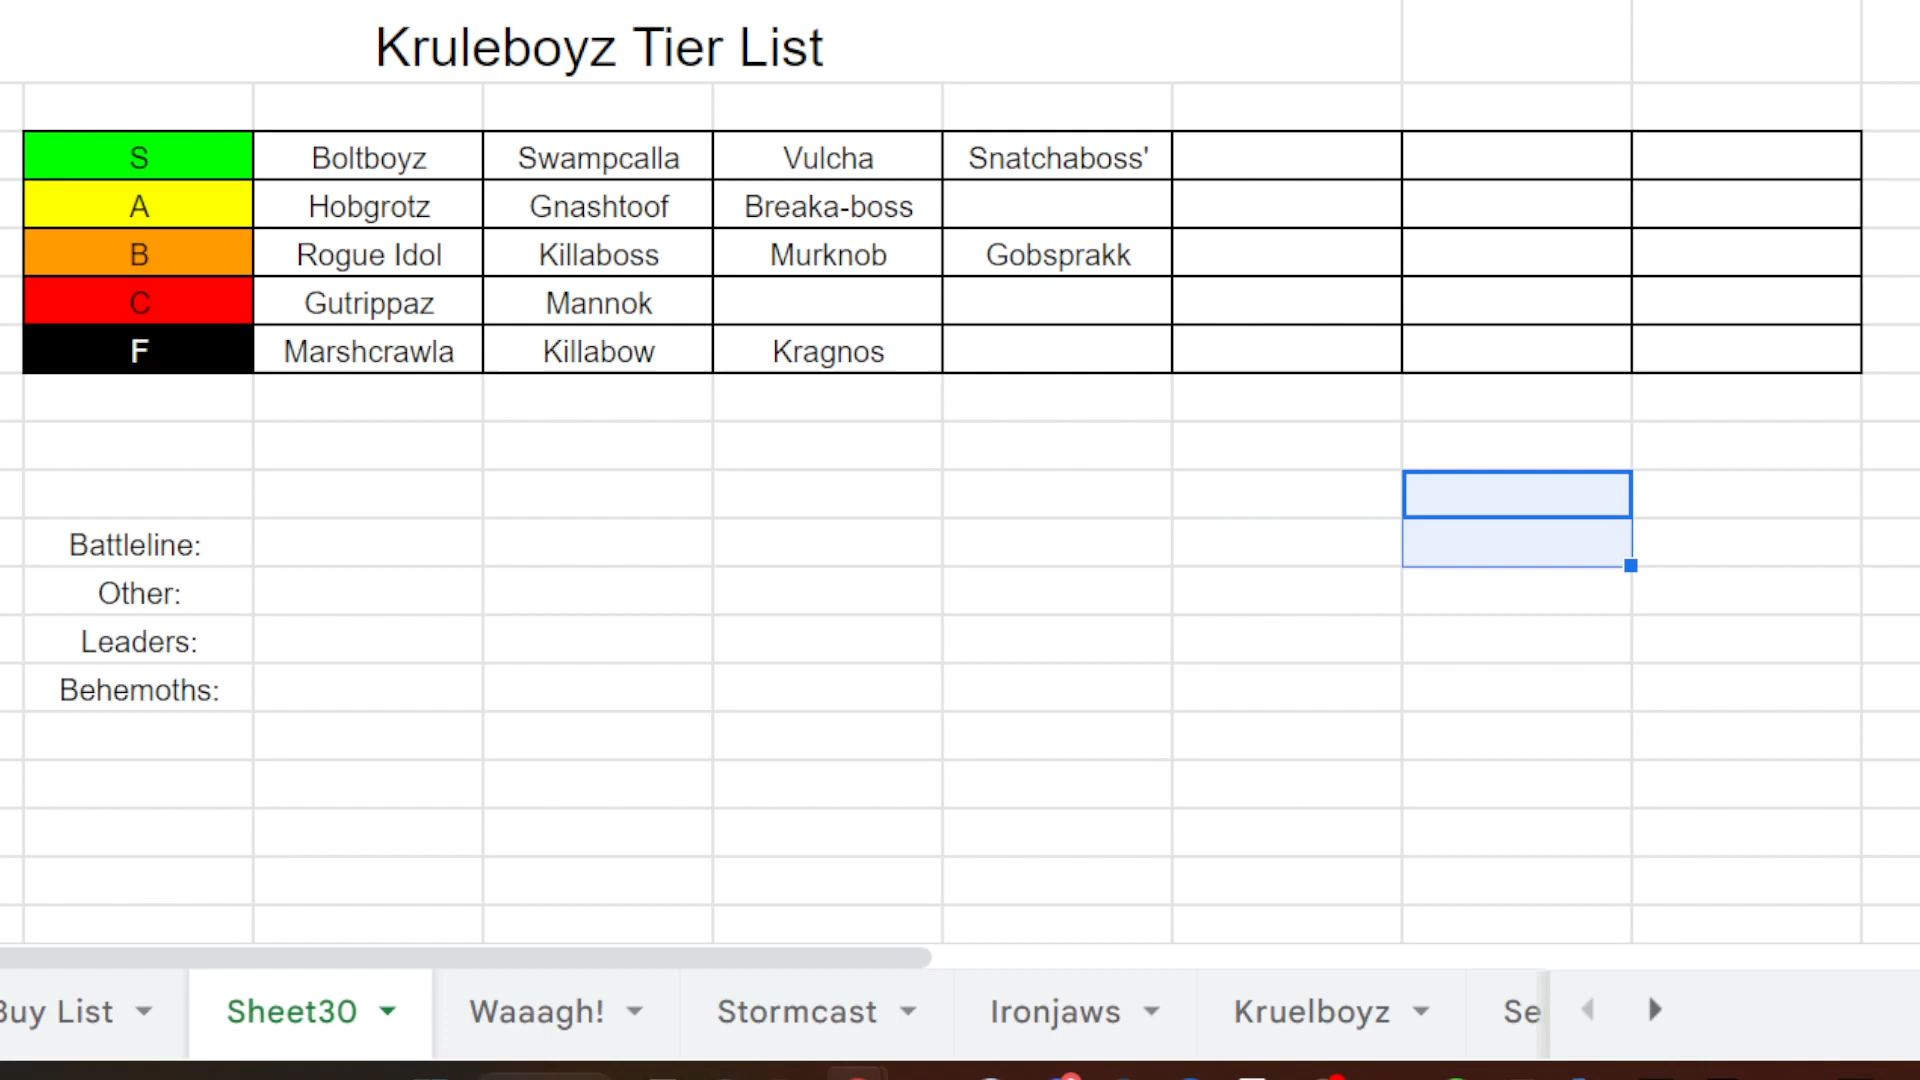 Kruleboyz Tier List
S Boltboyz Swampcalla Vulcha Snatchaboss'
A Hobgrotz Gnashtoof Breaka-boss
B Rogue Idol Killaboss Murknob Gobsprakk
C Gutrippaz Mannok
F Marshcrawla Killabow Kragnos
Battleline:
Other:
Leaders:
Behemoths:
Buy List Sheet30 Waaagh! Stormcast Ironjaws Kruelboyz Se